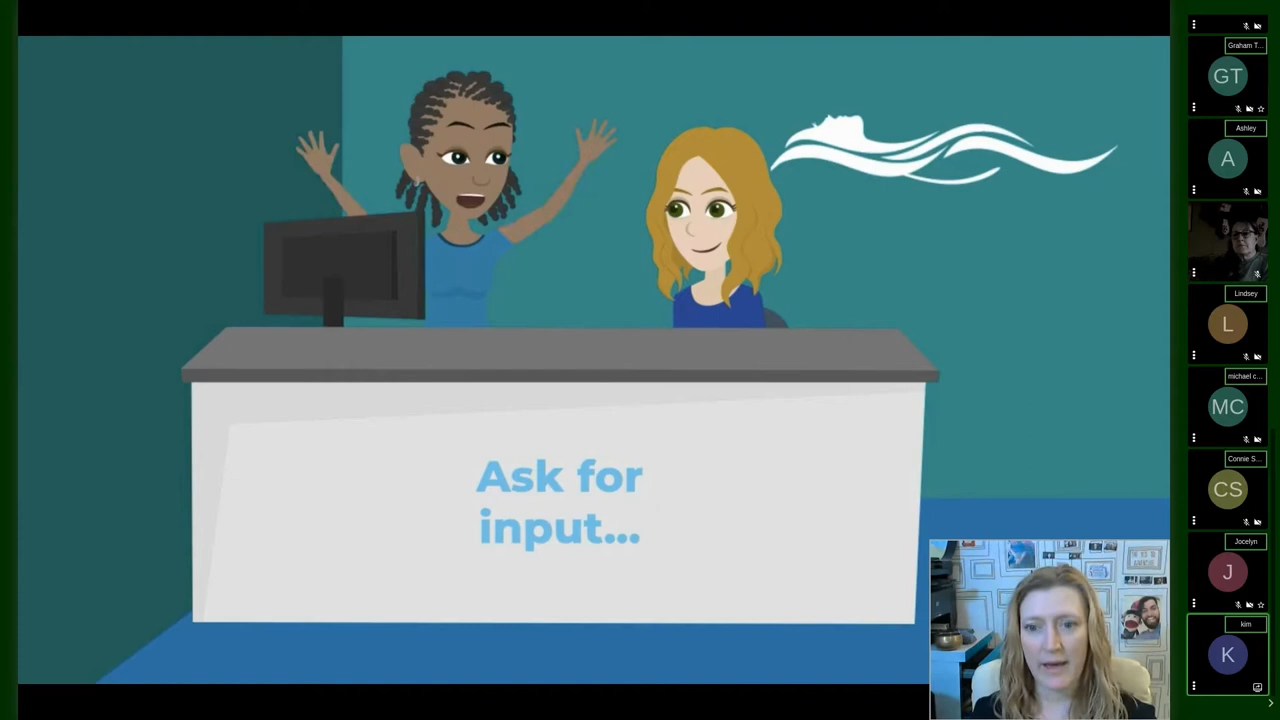 Ask for
input...
Graham T...
GT
Ashley
A
Lindsey
L
michael c...
MC
Connie S...
CS
Jocelyn
J
kim
K